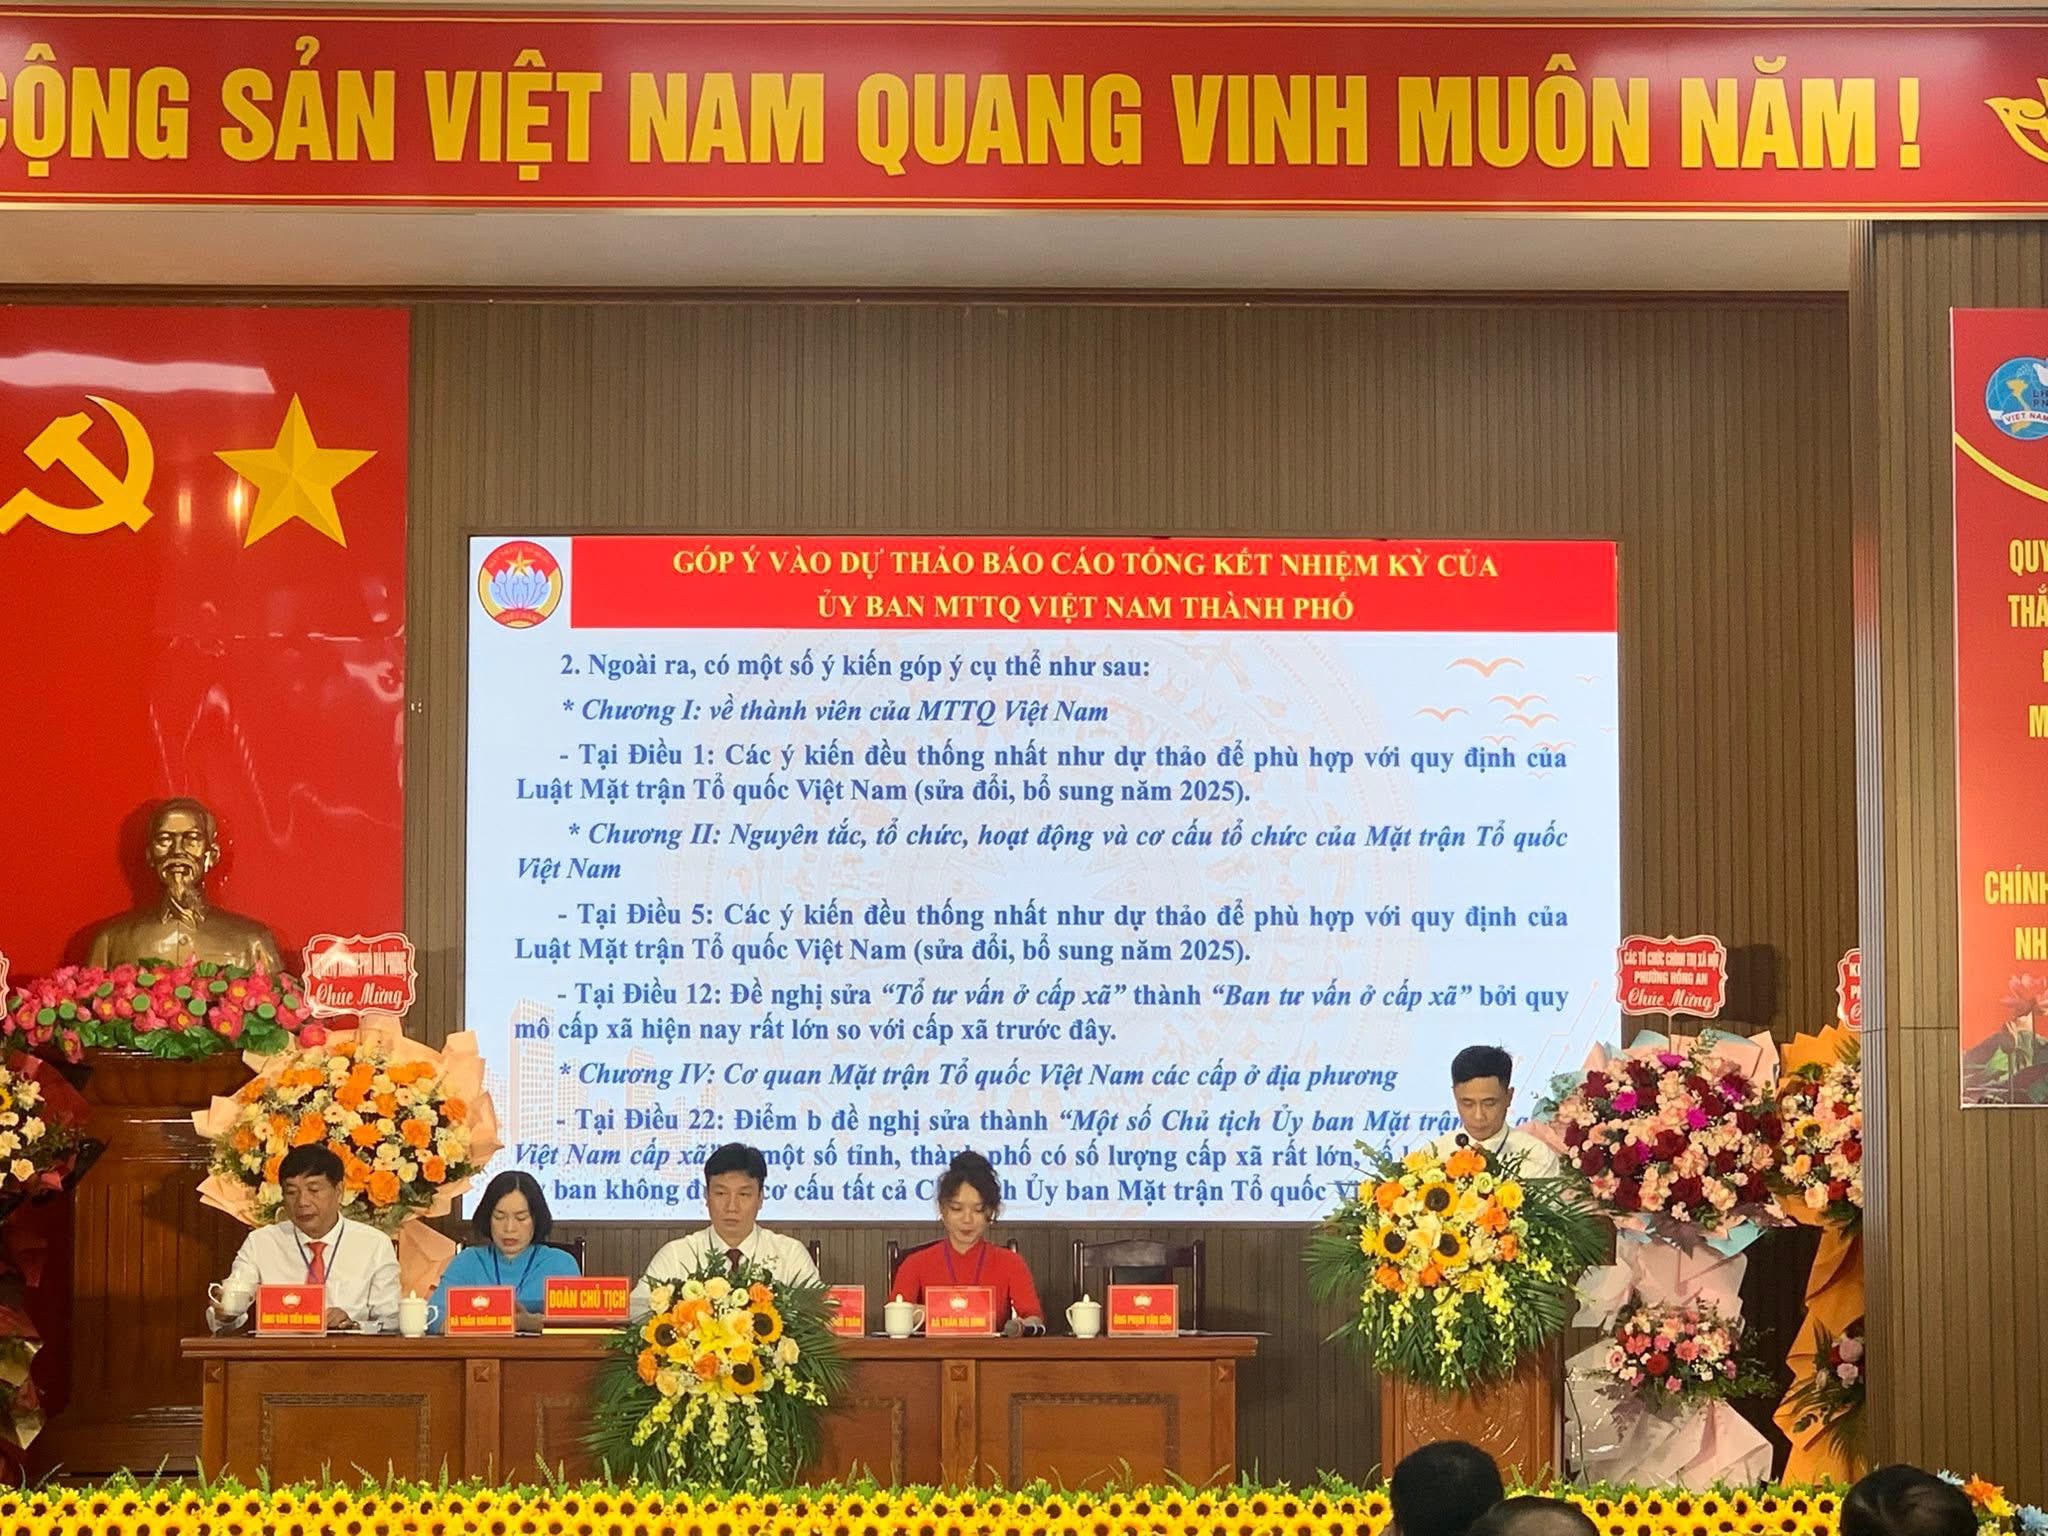 CỘNG SẢN VIỆT NAM QUANG VINH MUÔN NĂM !
GÓP Ý VÀO DỰ THẢO BÁO CÁO TỔNG KẾT NHIỆM KỲ CỦA
ỦY BAN MTTQ VIỆT NAM THÀNH PHỐ
2. Ngoài ra, có một số ý kiến góp ý cụ thể như sau:
* Chương I: về thành viên của MTTQ Việt Nam
- Tại Điều 1: Các ý kiến đều thống nhất như dự thảo để phù hợp với quy định của
Luật Mặt trận Tổ quốc Việt Nam (sửa đổi, bổ sung năm 2025).
* Chương II: Nguyên tắc, tổ chức, hoạt động và cơ cấu tổ chức của Mặt trận Tổ quốc
Việt Nam
- Tại Điều 5: Các ý kiến đều thống nhất như dự thảo để phù hợp với quy định của
Luật Mặt trận Tổ quốc Việt Nam (sửa đổi, bổ sung năm 2025).
- Tại Điều 12: Đề nghị sửa “Tổ tư vấn ở cấp xã” thành “Ban tư vấn ở cấp xã” bởi quy
mô cấp xã hiện nay rất lớn so với cấp xã trước đây.
* Chương IV: Cơ quan Mặt trận Tổ quốc Việt Nam các cấp ở địa phương
- Tại Điều 22: Điểm b đề nghị sửa thành “Một số Chủ tịch Ủy ban Mặt trận
Việt Nam cấp xã” một số tỉnh, thành phố có số lượng cấp xã rất lớn,
ban không cơ cấu tất cả Ủy ban Mặt trận Tổ quốc
VIỆT NAM
QUY
THẮ
M
CHÍNH
NH
Chúc Mừng
CÁC TỔ CHỨC CHÍNH TRỊ XÃ HỘI
PHƯỜNG HỒNG AN
Chúc Mừng
ĐOÀN CHỦ TỊCH
BÀ TRẦN KHÁNH LINH
ÔNG PHẠM VĂN